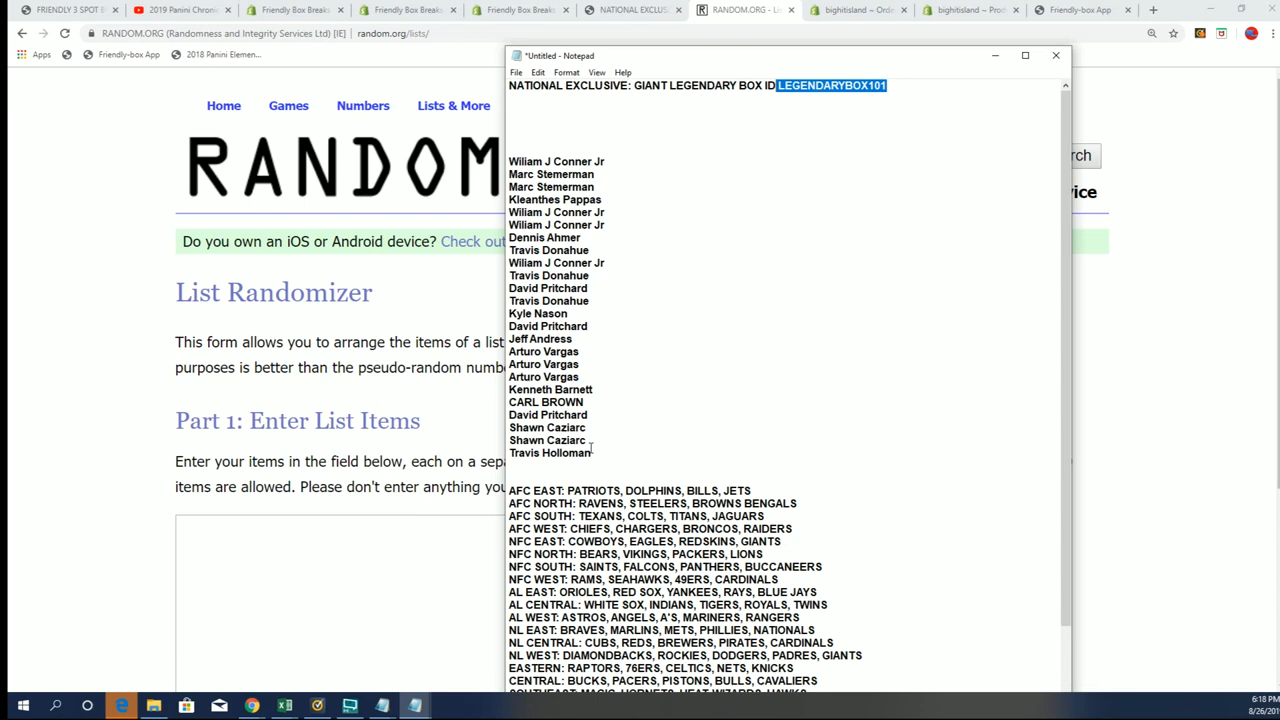 FRIENDLY 3 SPOT B
2019 Panini Chronic
Friendly Box Breaks
Friendly Box Breaks
Friendly Box Breaks
NATIONAL EXCLUS
RANDOM.ORG - Li
bighitisland ~ Orde
bighitisland ~ Prod
Friendly-box App
RANDOM.ORG (Randomness and Integrity Services Ltd) [IE] | random.org/lists/
Apps
Friendly-box App
2018 Panini Elemen...
*Untitled - Notepad
File Edit Format View Help
NATIONAL EXCLUSIVE: GIANT LEGENDARY BOX ID LEGENDARYBOX101
Home Games Numbers Lists & More
RANDOM
rch
vice
Do you own an iOS or Android device? Check out
List Randomizer
This form allows you to arrange the items of a list
purposes is better than the pseudo-random numb
Part 1: Enter List Items
Enter your items in the field below, each on a sepa
items are allowed. Please don't enter anything you
Wiliam J Conner Jr
Marc Stemerman
Marc Stemerman
Kleanthes Pappas
Wiliam J Conner Jr
Wiliam J Conner Jr
Dennis Ahmer
Travis Donahue
Wiliam J Conner Jr
Travis Donahue
David Pritchard
Travis Donahue
Kyle Nason
David Pritchard
Jeff Andress
Arturo Vargas
Arturo Vargas
Arturo Vargas
Kenneth Barnett
CARL BROWN
David Pritchard
Shawn Caziarc
Shawn Caziarc
Travis Holloman
AFC EAST: PATRIOTS, DOLPHINS, BILLS, JETS
AFC NORTH: RAVENS, STEELERS, BROWNS BENGALS
AFC SOUTH: TEXANS, COLTS, TITANS, JAGUARS
AFC WEST: CHIEFS, CHARGERS, BRONCOS, RAIDERS
NFC EAST: COWBOYS, EAGLES, REDSKINS, GIANTS
NFC NORTH: BEARS, VIKINGS, PACKERS, LIONS
NFC SOUTH: SAINTS, FALCONS, PANTHERS, BUCCANEERS
NFC WEST: RAMS, SEAHAWKS, 49ERS, CARDINALS
AL EAST: ORIOLES, RED SOX, YANKEES, RAYS, BLUE JAYS
AL CENTRAL: WHITE SOX, INDIANS, TIGERS, ROYALS, TWINS
AL WEST: ASTROS, ANGELS, A'S, MARINERS, RANGERS
NL EAST: BRAVES, MARLINS, METS, PHILLIES, NATIONALS
NL CENTRAL: CUBS, REDS, BREWERS, PIRATES, CARDINALS
NL WEST: DIAMONDBACKS, ROCKIES, DODGERS, PADRES, GIANTS
EASTERN: RAPTORS, 76ERS, CELTICS, NETS, KNICKS
CENTRAL: BUCKS, PACERS, PISTONS, BULLS, CAVALIERS
SOUTHEAST: MAGIC, HORNETS, HEAT WIZARDS, HAWKS
6:18 PM
8/26/201